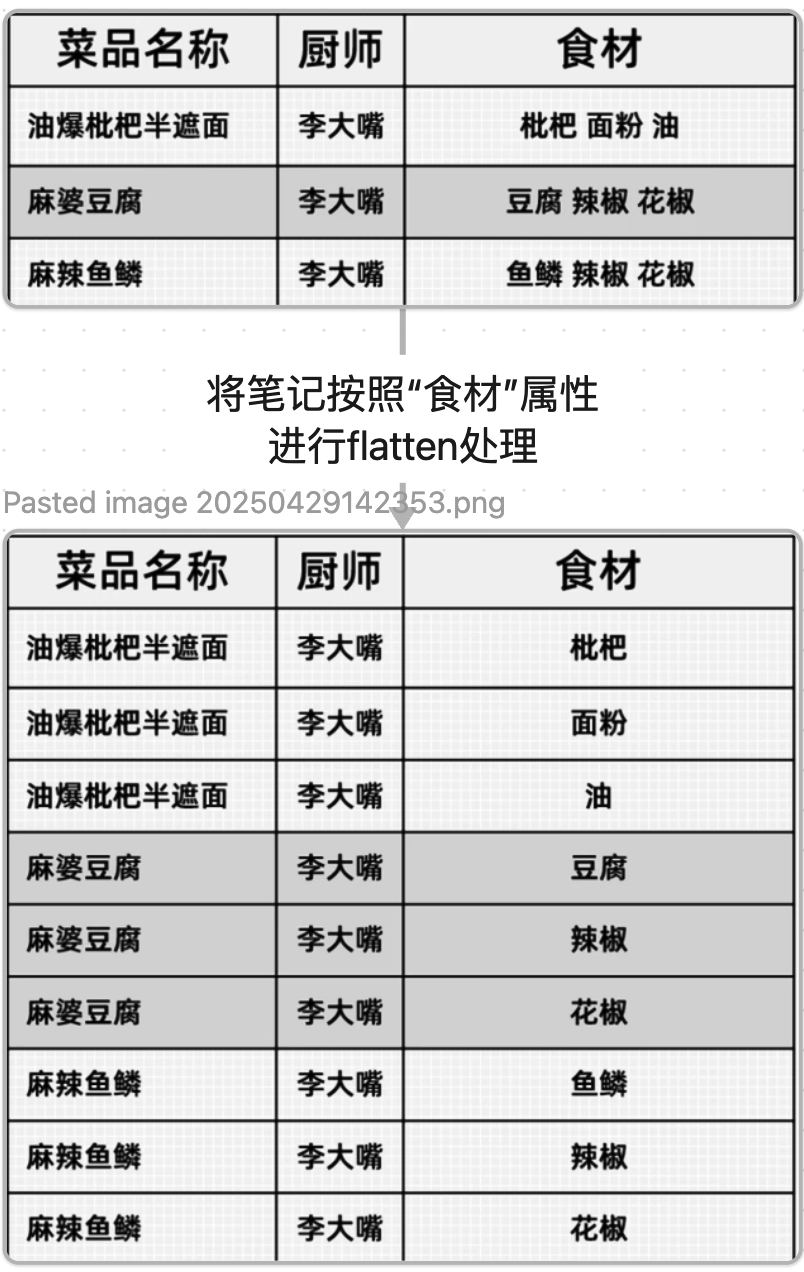 菜品名称 厨师 食材
油爆枇杷半遮面 李大嘴 枇杷 面粉 油
麻婆豆腐 李大嘴 豆腐 辣椒 花椒
麻辣鱼鳞 李大嘴 鱼鳞 辣椒 花椒
将笔记按照“食材”属性
进行flatten处理
Pasted image 20250429142353.png
菜品名称 厨师 食材
油爆枇杷半遮面 李大嘴 枇杷
油爆枇杷半遮面 李大嘴 面粉
油爆枇杷半遮面 李大嘴 油
麻婆豆腐 李大嘴 豆腐
麻婆豆腐 李大嘴 辣椒
麻婆豆腐 李大嘴 花椒
麻辣鱼鳞 李大嘴 鱼鳞
麻辣鱼鳞 李大嘴 辣椒
麻辣鱼鳞 李大嘴 花椒